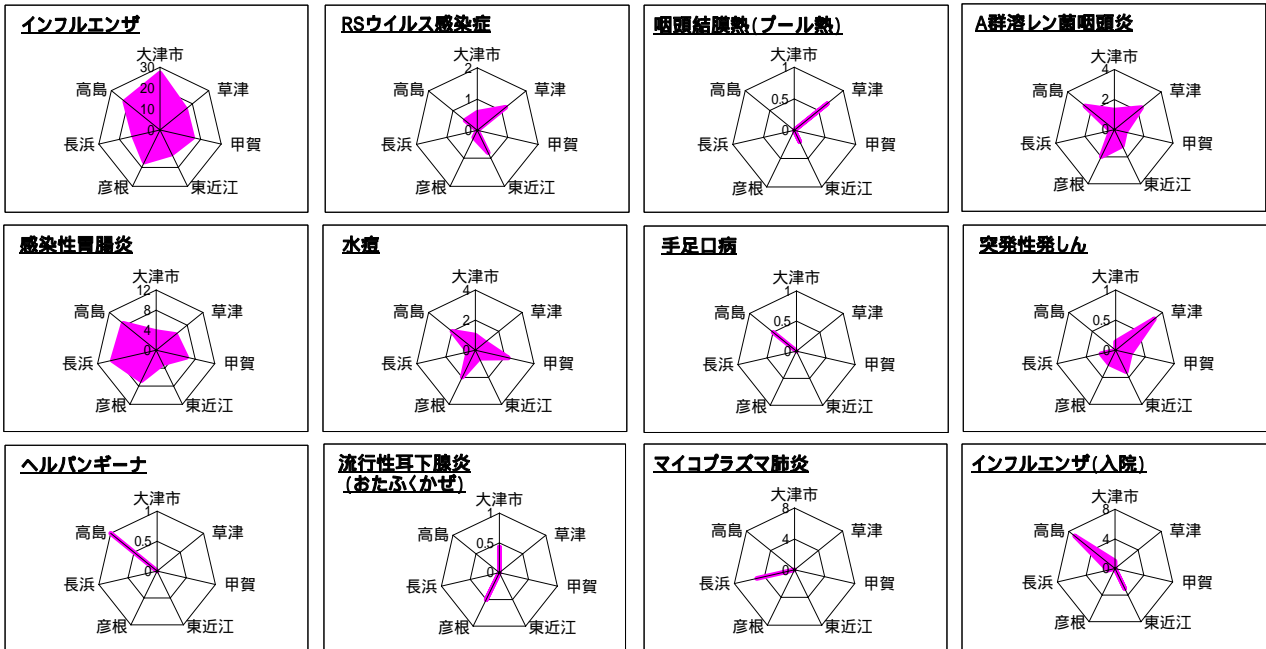 インフルエンザ
大津市
30
20
10
0
草津
甲賀
東近江
彦根
長浜
高島
RSウイルス感染症
大津市
2
1
0
草津
甲賀
東近江
彦根
長浜
高島
咽頭結膜熱(プール熱)
大津市
1
0.5
0
草津
甲賀
東近江
彦根
長浜
高島
A群溶レン菌咽頭炎
大津市
4
2
0
草津
甲賀
東近江
彦根
長浜
高島
感染性胃腸炎
大津市
12
8
4
0
草津
甲賀
東近江
彦根
長浜
高島
水痘
大津市
4
2
0
草津
甲賀
東近江
彦根
長浜
高島
手足口病
大津市
1
0.5
0
草津
甲賀
東近江
彦根
長浜
高島
突発性発しん
大津市
1
0.5
0
草津
甲賀
東近江
彦根
長浜
高島
ヘルパンギーナ
大津市
1
0.5
0
草津
甲賀
東近江
彦根
長浜
高島
流行性耳下腺炎
(おたふくかぜ)
大津市
1
0.5
0
草津
甲賀
東近江
彦根
長浜
高島
マイコプラズマ肺炎
大津市
8
4
0
草津
甲賀
東近江
彦根
長浜
高島
インフルエンザ(入院)
大津市
8
4
0
草津
甲賀
東近江
彦根
長浜
高島